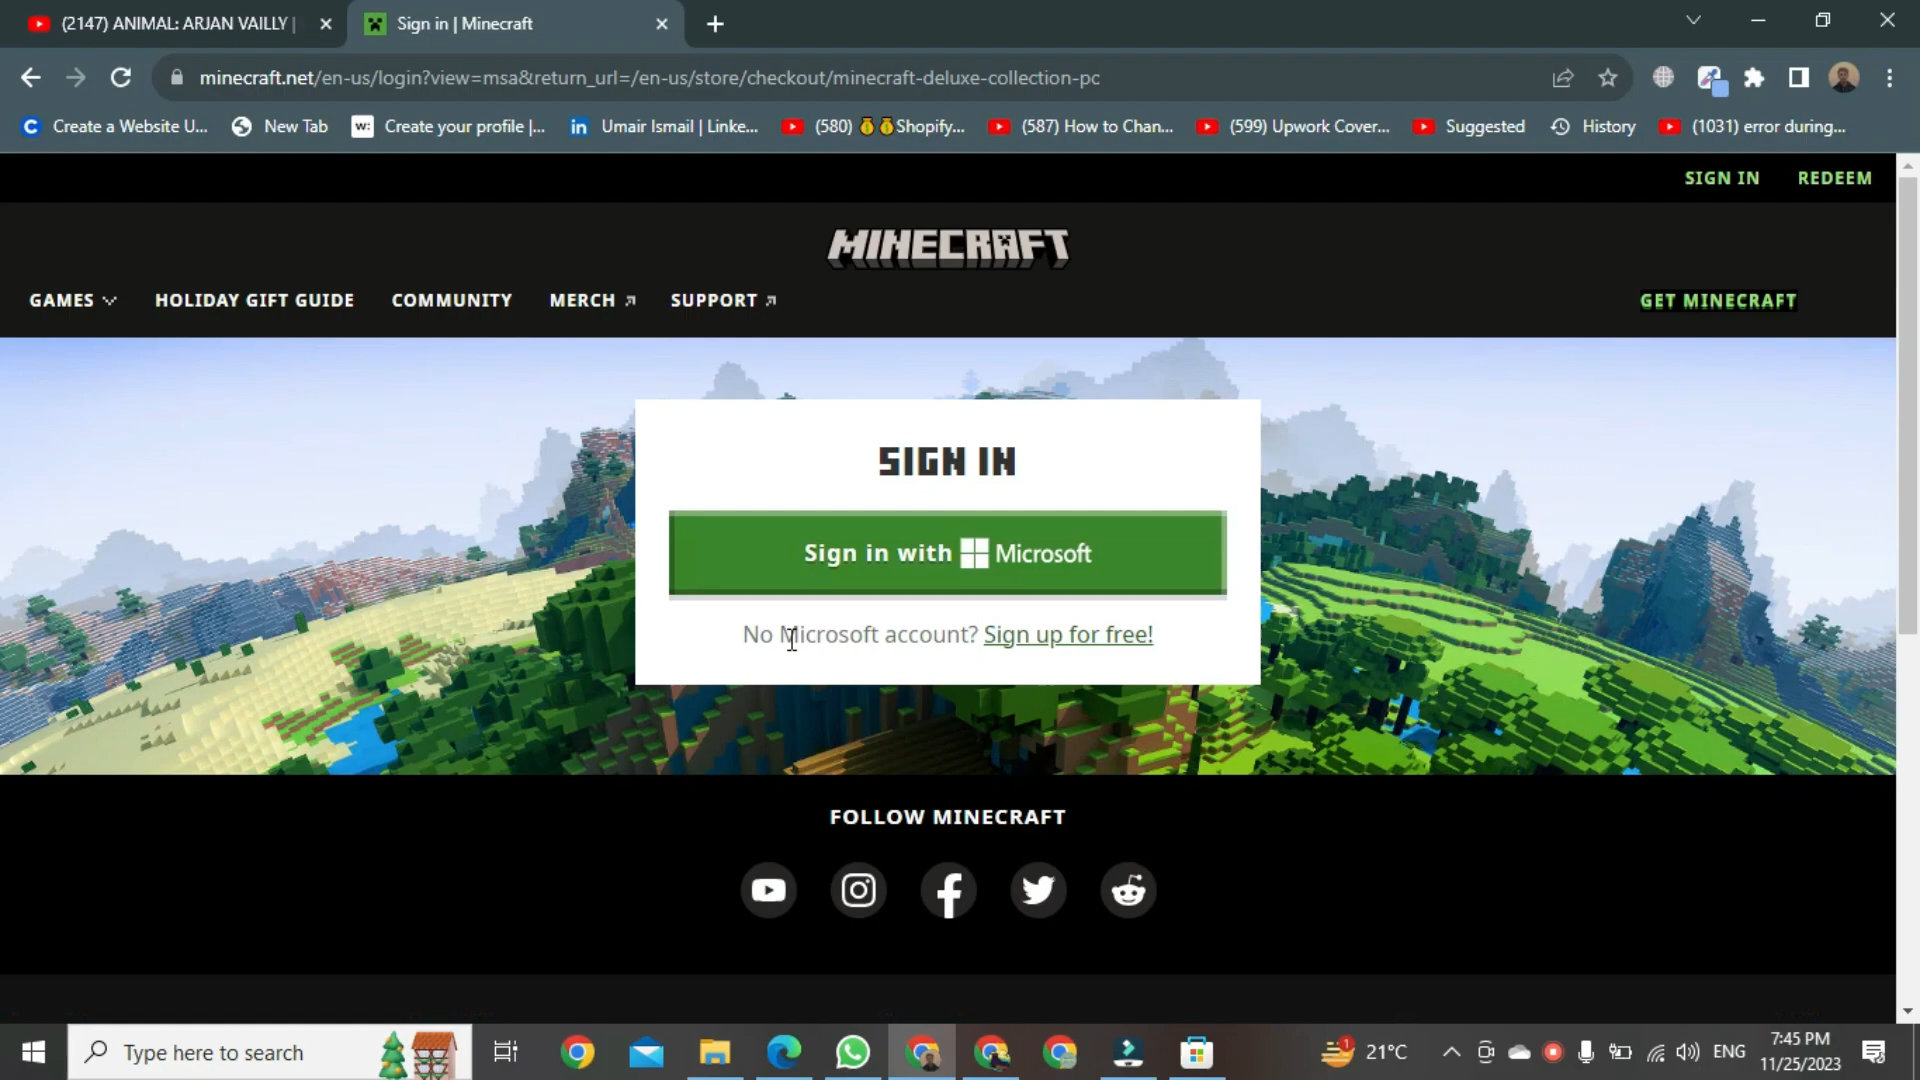 (2147) ANIMAL: ARJAN VAILLY |
Sign in | Minecraft
minecraft.net/en-us/login?view=msa&return_url=/en-us/store/checkout/minecraft-deluxe-collection-pc
Create a Website U... New Tab w: Create your profile |... in Umair Ismail | Linke... (580) 💰💰Shopify... (587) How to Chan... (599) Upwork Cover... Suggested History (1031) error during...
SIGN IN REDEEM
MINECRAFT
GAMES HOLIDAY GIFT GUIDE COMMUNITY MERCH SUPPORT GET MINECRAFT
SIGN IN
Sign in with Microsoft
No Microsoft account? Sign up for free!
FOLLOW MINECRAFT
Type here to search
1 21°C ENG 7:45 PM
11/25/2023